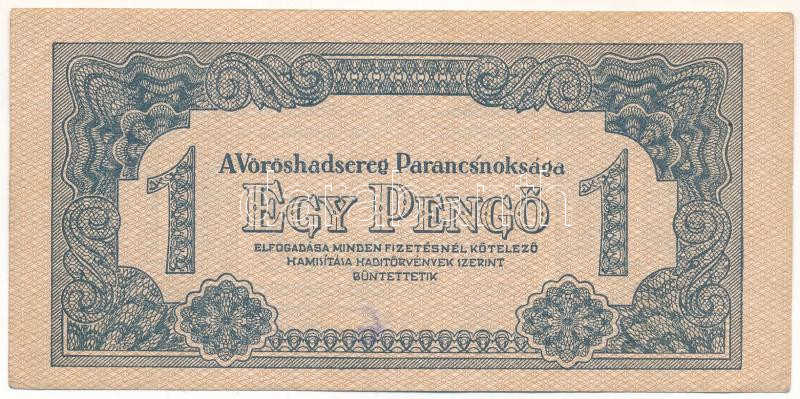 1 1
A Vöröshadsereg Parancsnoksága
EGY PENGŐ
ELFOGADÁSA MINDEN FIZETÉSNÉL KÖTELEZŐ
HAMISÍTÁSA HADITÖRVÉNYEK SZERINT
BÜNTETTETIK